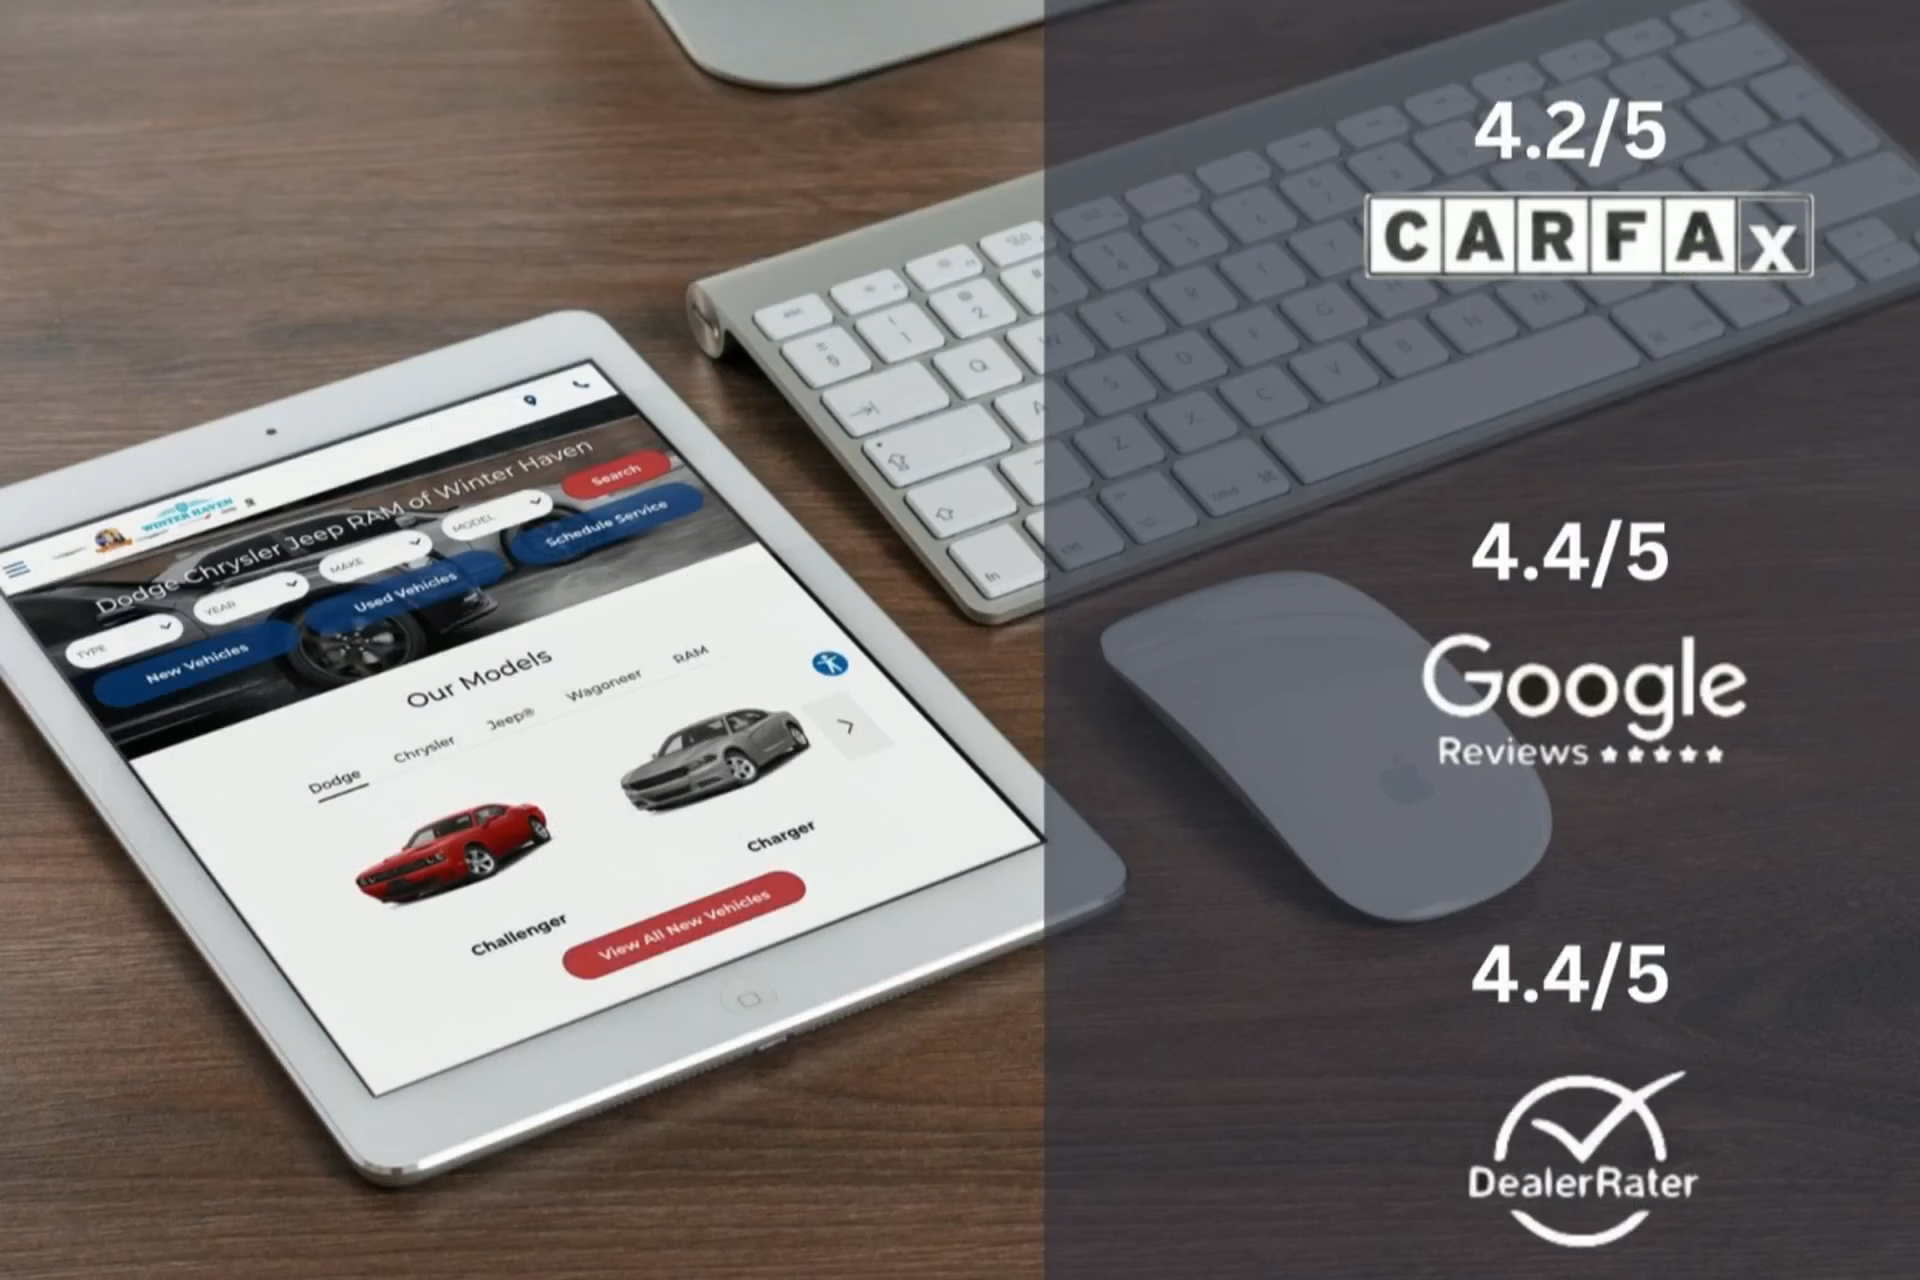 4.2/5
CARFAX
4.4/5
Google
Reviews
4.4/5
DealerRater
WINTER HAVEN
Dodge Chrysler Jeep RAM of Winter Haven
TYPE
YEAR
MAKE
MODEL
Search
New Vehicles
Used Vehicles
Schedule Service
Our Models
Dodge
Chrysler
Jeep®
Wagoneer
RAM
Challenger
Charger
View All New Vehicles